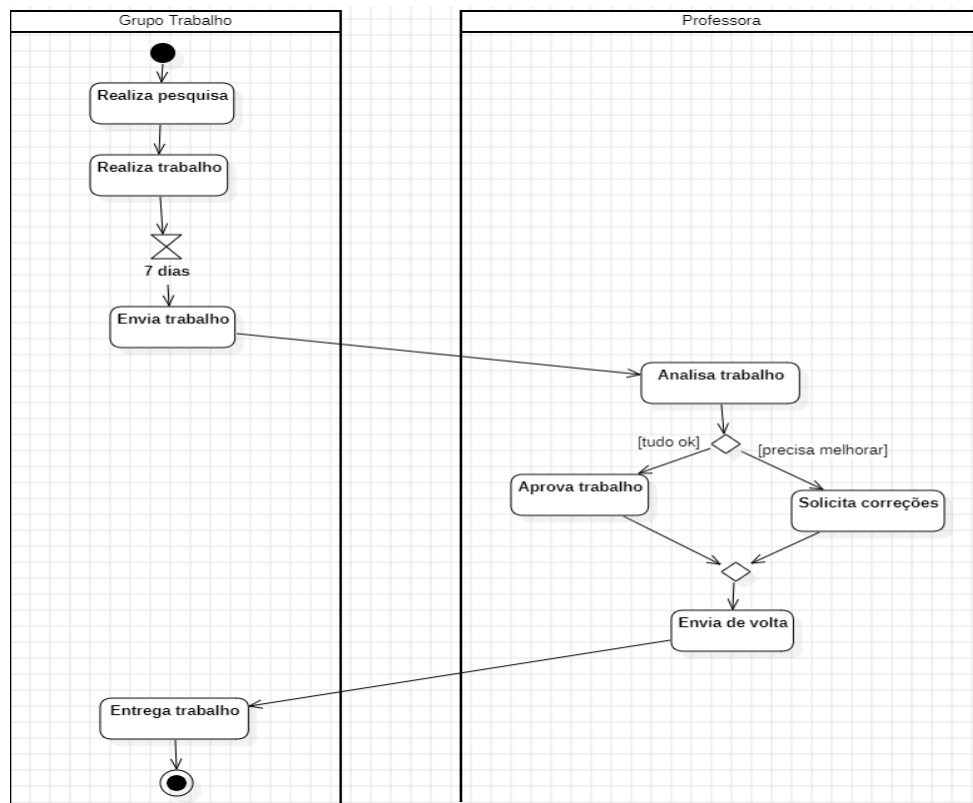 Grupo Trabalho
Professora
Realiza pesquisa
Realiza trabalho
7 dias
Envia trabalho
Analisa trabalho
[tudo ok]
[precisa melhorar]
Aprova trabalho
Solicita correções
Envia de volta
Entrega trabalho